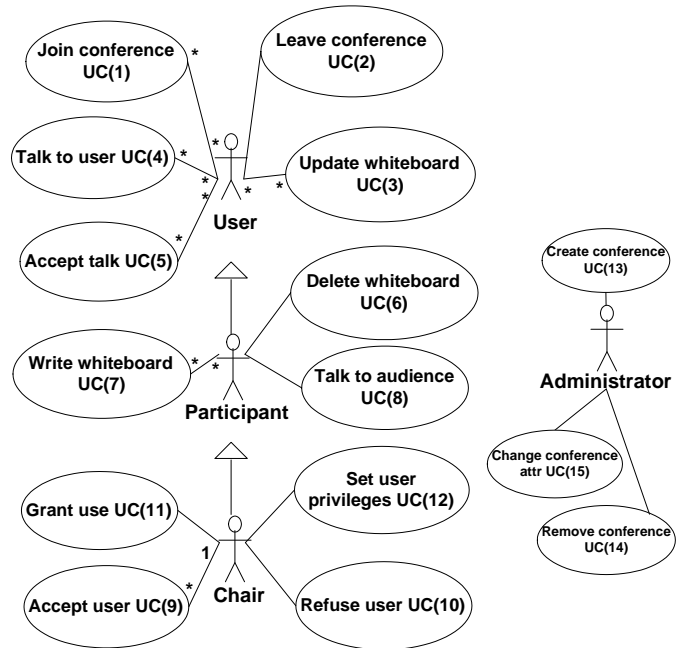 Join conference
UC(1)
*
Leave conference
UC(2)
Talk to user UC(4)
*
*
*
*
Update whiteboard
UC(3)
*
*
User
Accept talk UC(5)
*
Create conference
UC(13)
Delete whiteboard
UC(6)
Write whiteboard
UC(7)
*
*
Participant
Talk to audience
UC(8)
Administrator
Change conference
attr UC(15)
Set user
privileges UC(12)
Grant use UC(11)
Remove conference
UC(14)
1
Chair
Accept user UC(9)
*
Refuse user UC(10)